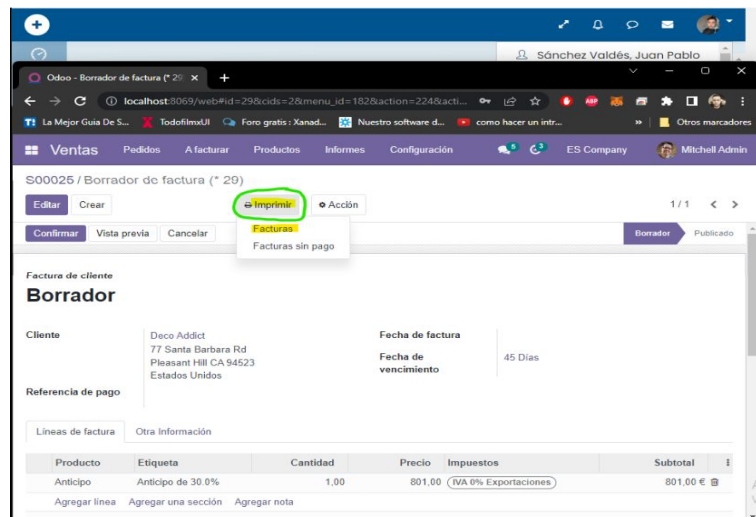 Sánchez Valdés, Juan Pablo
Odoo - Borrador de factura (* 29
localhost:8069/web#id=29&cids=2&menu_id=182&action=224&acti...
La Mejor Guia De S...
TodofilmxUI
Foro gratis : Xanad...
Nuestro software d...
como hacer un intr...
»
Otros marcadores
Ventas Pedidos A facturar Productos Informes Configuración 5 3 ES Company Mitchell Admin
S00025 / Borrador de factura (* 29)
Editar Crear Imprimir Acción 1 / 1
Confirmar Vista previa Cancelar Facturas Borrador Publicado
Facturas sin pago
Factura de cliente
Borrador
Cliente Deco Addict Fecha de factura
77 Santa Barbara Rd
Pleasant Hill CA 94523 Fecha de vencimiento 45 Días
Estados Unidos
Referencia de pago
Líneas de factura Otra Información
Producto Etiqueta Cantidad Precio Impuestos Subtotal
Anticipo Anticipo de 30.0% 1,00 801,00 IVA 0% Exportaciones 801,00 €
Agregar línea Agregar una sección Agregar nota